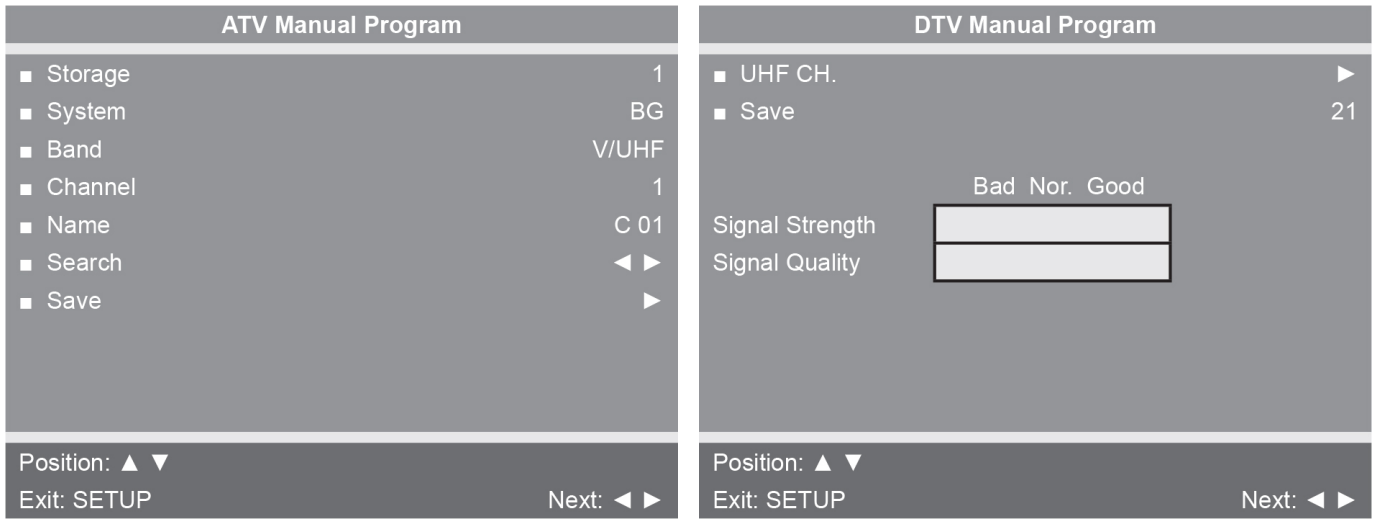 ATV Manual Program
■ Storage 1
■ System BG
■ Band V/UHF
■ Channel 1
■ Name C 01
■ Search ◄ ►
■ Save ►
Position: ▲ ▼
Exit: SETUP Next: ◄ ►
DTV Manual Program
■ UHF CH. ►
■ Save 21
Bad Nor. Good
Signal Strength
Signal Quality
Position: ▲ ▼
Exit: SETUP Next: ◄ ►